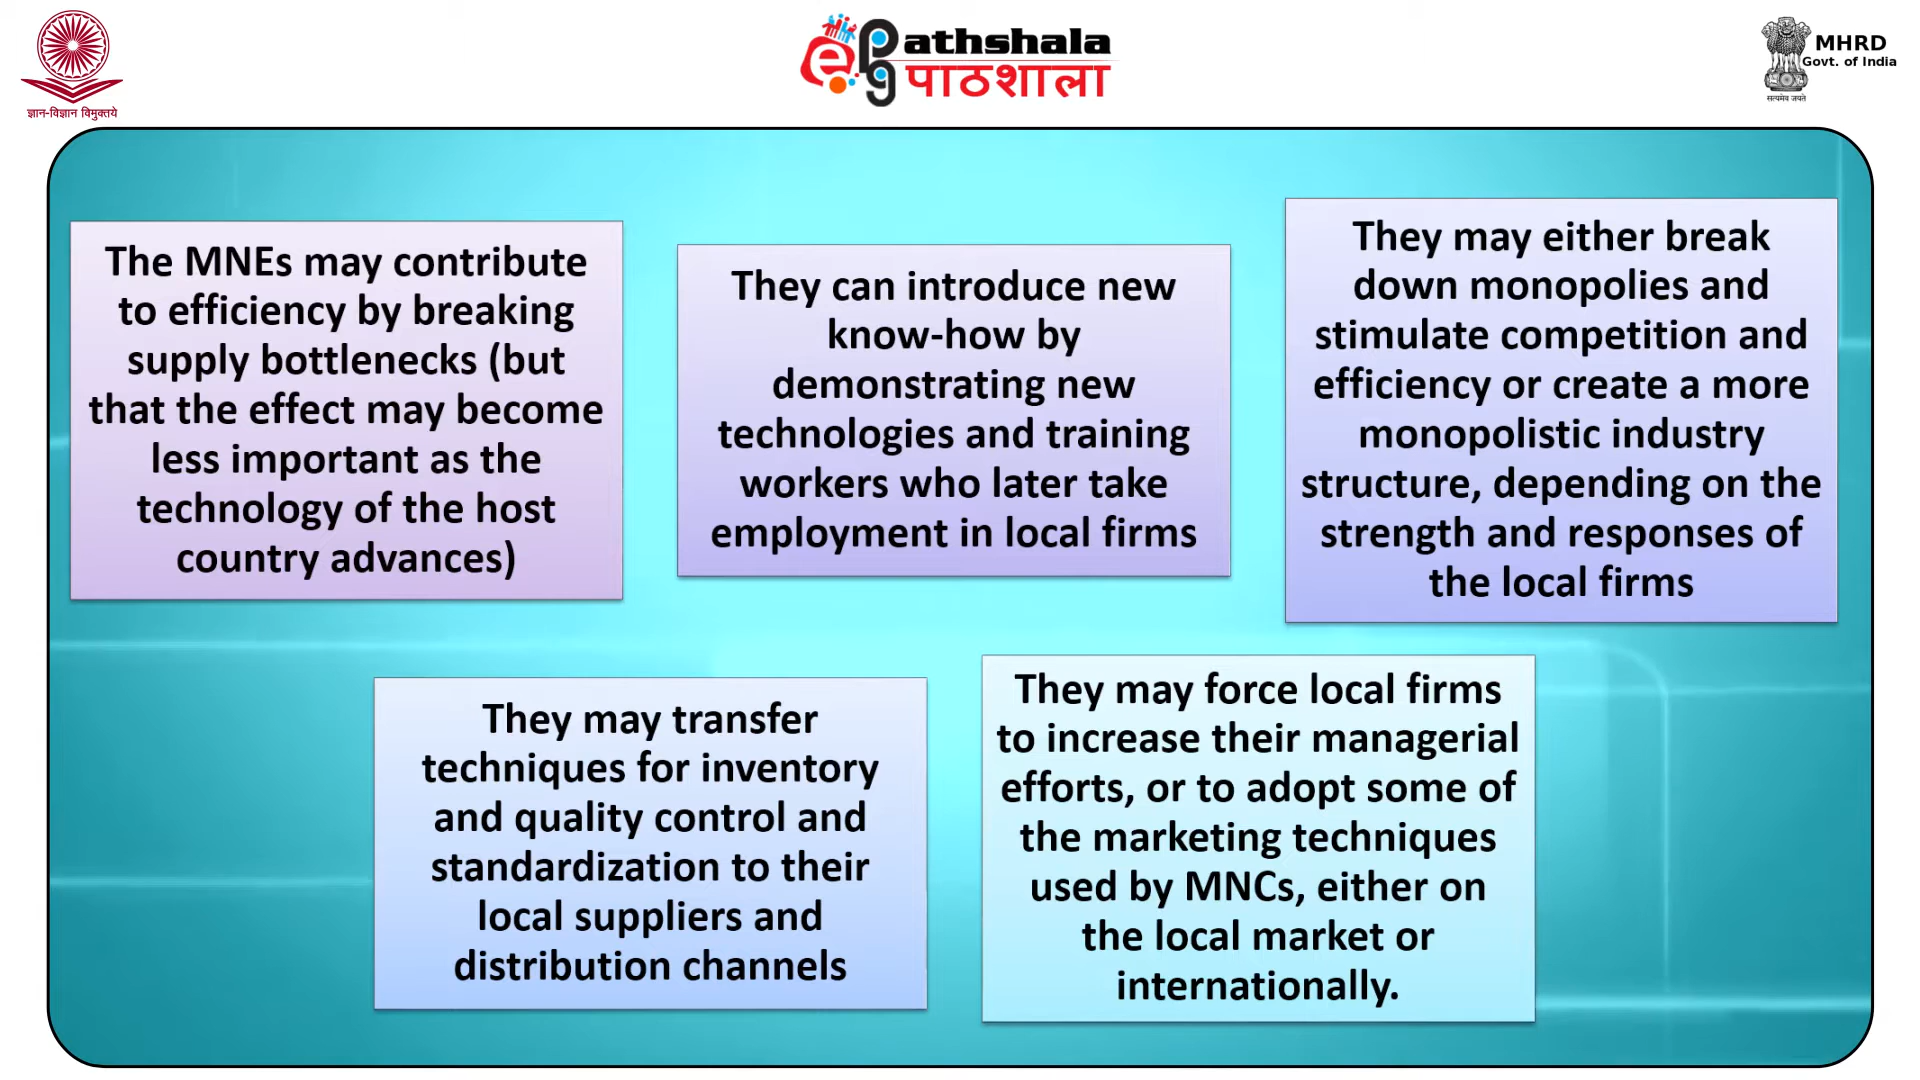 ज्ञान-विज्ञान विमुक्तये
ePG Pathshala
पाठशाला
MHRD
Govt. of India
सत्यमेव जयते
The MNEs may contribute
to efficiency by breaking
supply bottlenecks (but
that the effect may become
less important as the
technology of the host
country advances)
They can introduce new
know-how by
demonstrating new
technologies and training
workers who later take
employment in local firms
They may either break
down monopolies and
stimulate competition and
efficiency or create a more
monopolistic industry
structure, depending on the
strength and responses of
the local firms
They may transfer
techniques for inventory
and quality control and
standardization to their
local suppliers and
distribution channels
They may force local firms
to increase their managerial
efforts, or to adopt some of
the marketing techniques
used by MNCs, either on
the local market or
internationally.